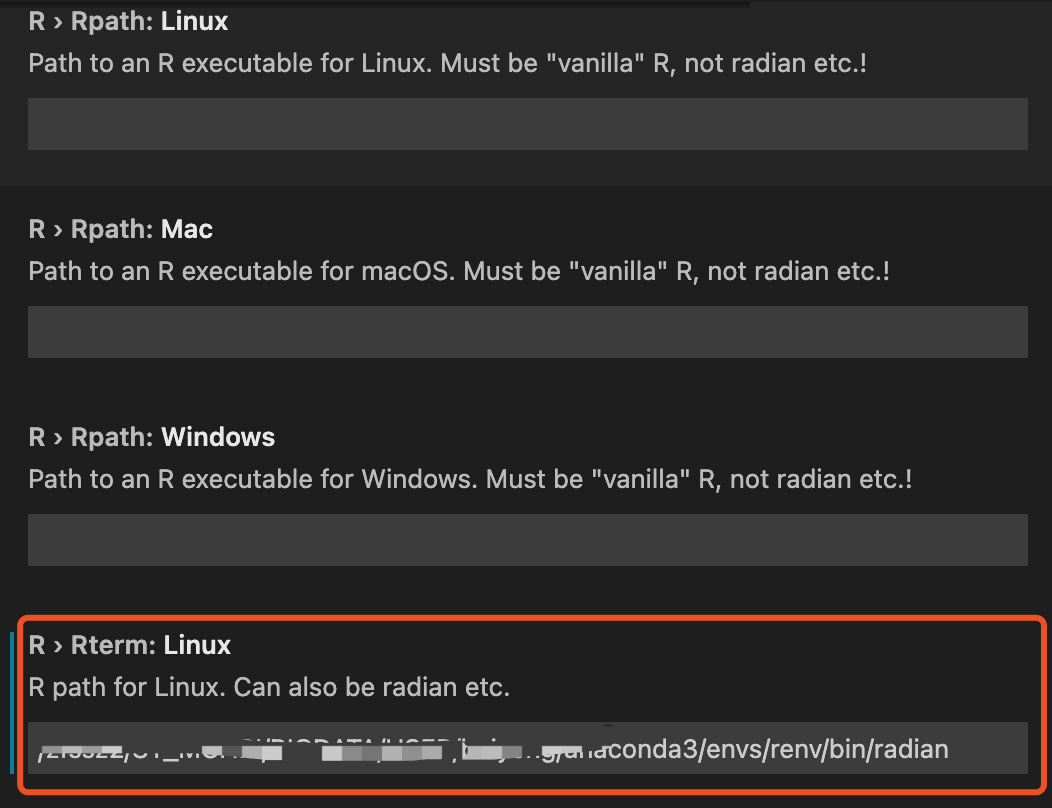 R › Rpath: Linux
Path to an R executable for Linux. Must be "vanilla" R, not radian etc.!
R › Rpath: Mac
Path to an R executable for macOS. Must be "vanilla" R, not radian etc.!
R › Rpath: Windows
Path to an R executable for Windows. Must be "vanilla" R, not radian etc.!
R › Rterm: Linux
R path for Linux. Can also be radian etc.
anaconda3/envs/renv/bin/radian